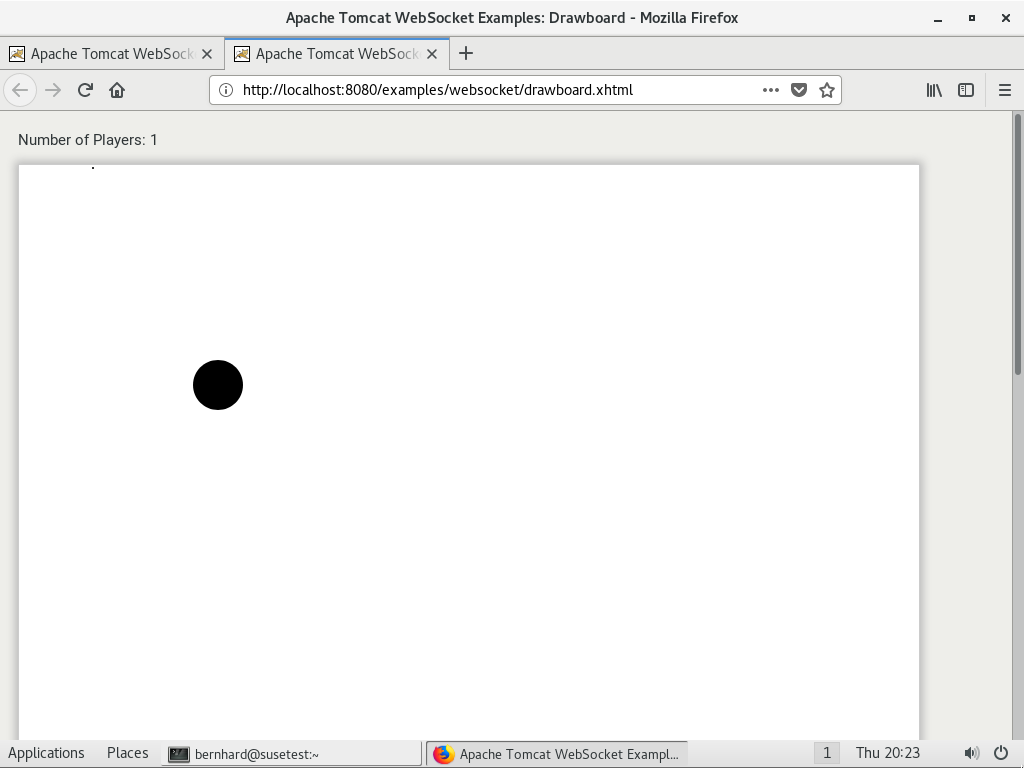 Apache Tomcat WebSocket Examples: Drawboard - Mozilla Firefox
Apache Tomcat WebSock
Apache Tomcat WebSock
http://localhost:8080/examples/websocket/drawboard.xhtml
Number of Players: 1
Applications Places bernhard@susetest:~ Apache Tomcat WebSocket Exampl... 1 Thu 20:23